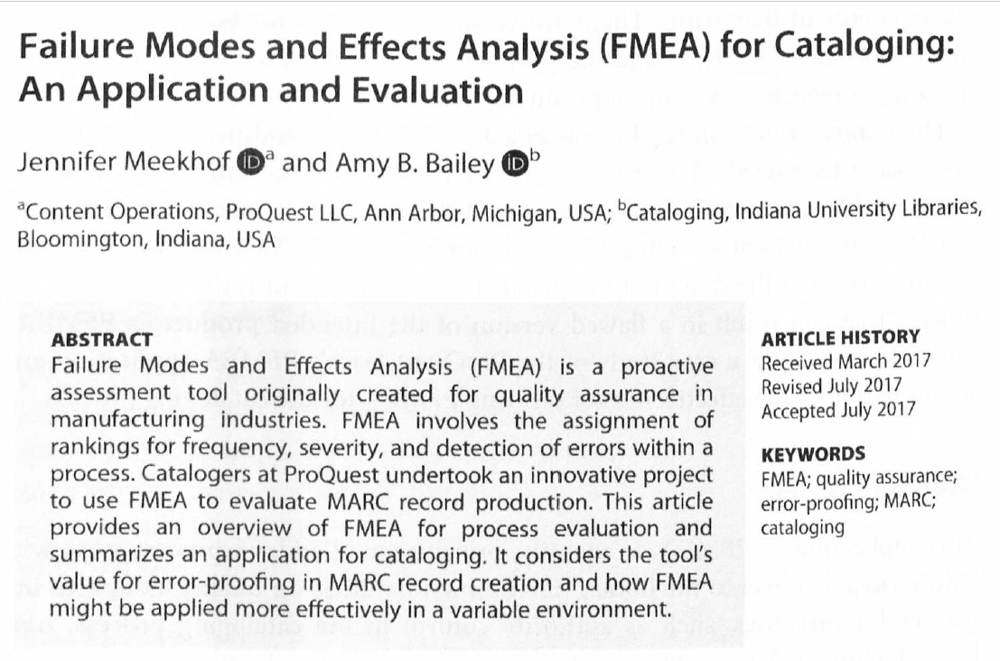 Failure Modes and Effects Analysis (FMEA) for Cataloging:
An Application and Evaluation
Jennifer Meekhof iD a and Amy B. Bailey iD b
aContent Operations, ProQuest LLC, Ann Arbor, Michigan, USA; bCataloging, Indiana University Libraries,
Bloomington, Indiana, USA
ABSTRACT
Failure Modes and Effects Analysis (FMEA) is a proactive
assessment tool originally created for quality assurance in
manufacturing industries. FMEA involves the assignment of
rankings for frequency, severity, and detection of errors within a
process. Catalogers at ProQuest undertook an innovative project
to use FMEA to evaluate MARC record production. This article
provides an overview of FMEA for process evaluation and
summarizes an application for cataloging. It considers the tool's
value for error-proofing in MARC record creation and how FMEA
might be applied more effectively in a variable environment.
ARTICLE HISTORY
Received March 2017
Revised July 2017
Accepted July 2017
KEYWORDS
FMEA; quality assurance;
error-proofing; MARC;
cataloging